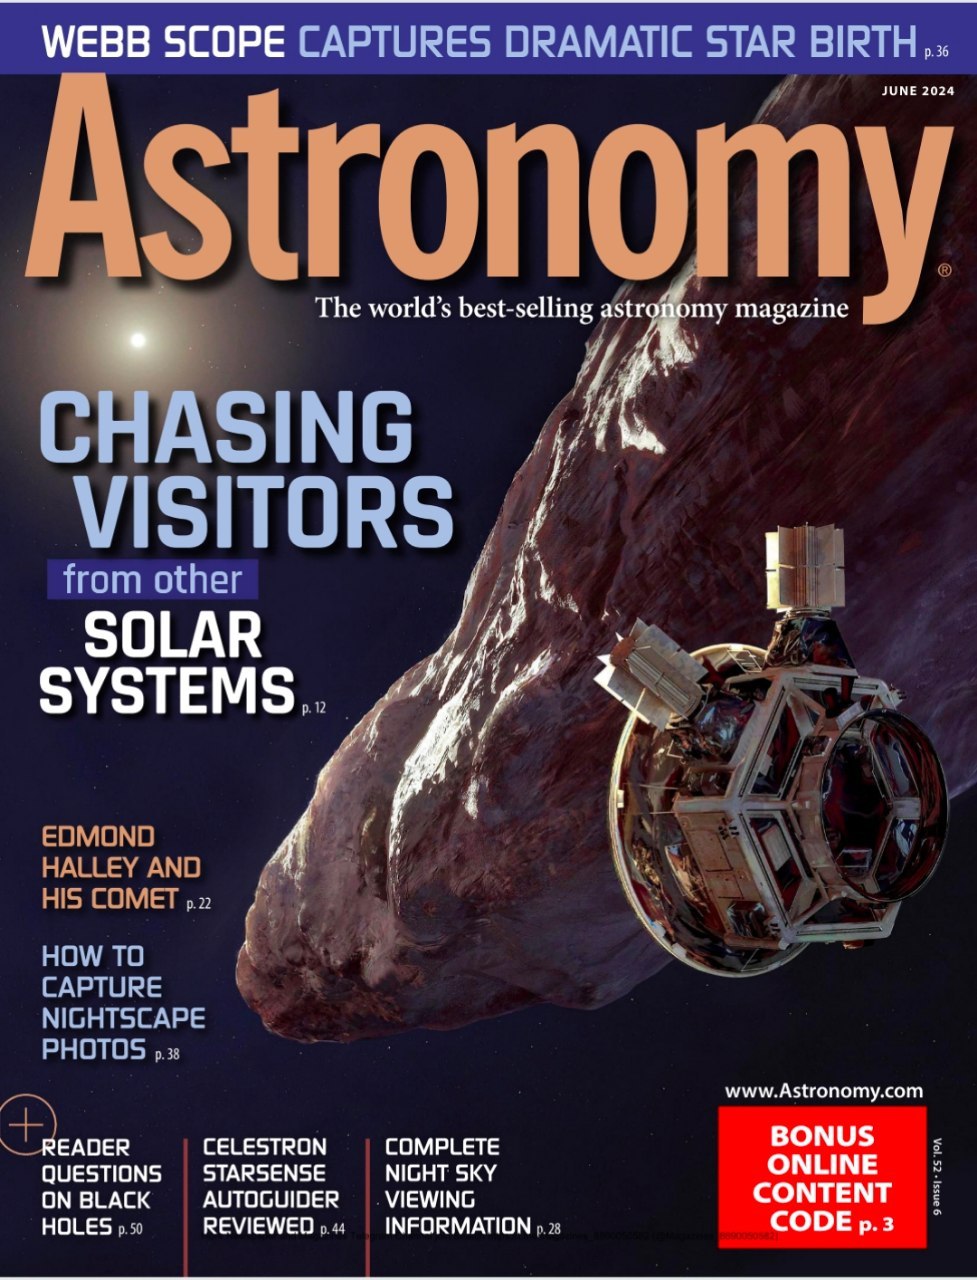 WEBB SCOPE CAPTURES DRAMATIC STAR BIRTH p. 36
JUNE 2024
Astronomy®
The world's best-selling astronomy magazine
CHASING
VISITORS
from other
SOLAR
SYSTEMS p. 12
EDMOND
HALLEY AND
HIS COMET p. 22
HOW TO
CAPTURE
NIGHTSCAPE
PHOTOS p. 38
READER
QUESTIONS
ON BLACK
HOLES p. 50
CELESTRON
STARSENSE
AUTOGUIDER
REVIEWED p. 44
COMPLETE
NIGHT SKY
VIEWING
INFORMATION p. 28
www.Astronomy.com
BONUS
ONLINE
CONTENT
CODE p. 3
Vol. 52 • Issue 6